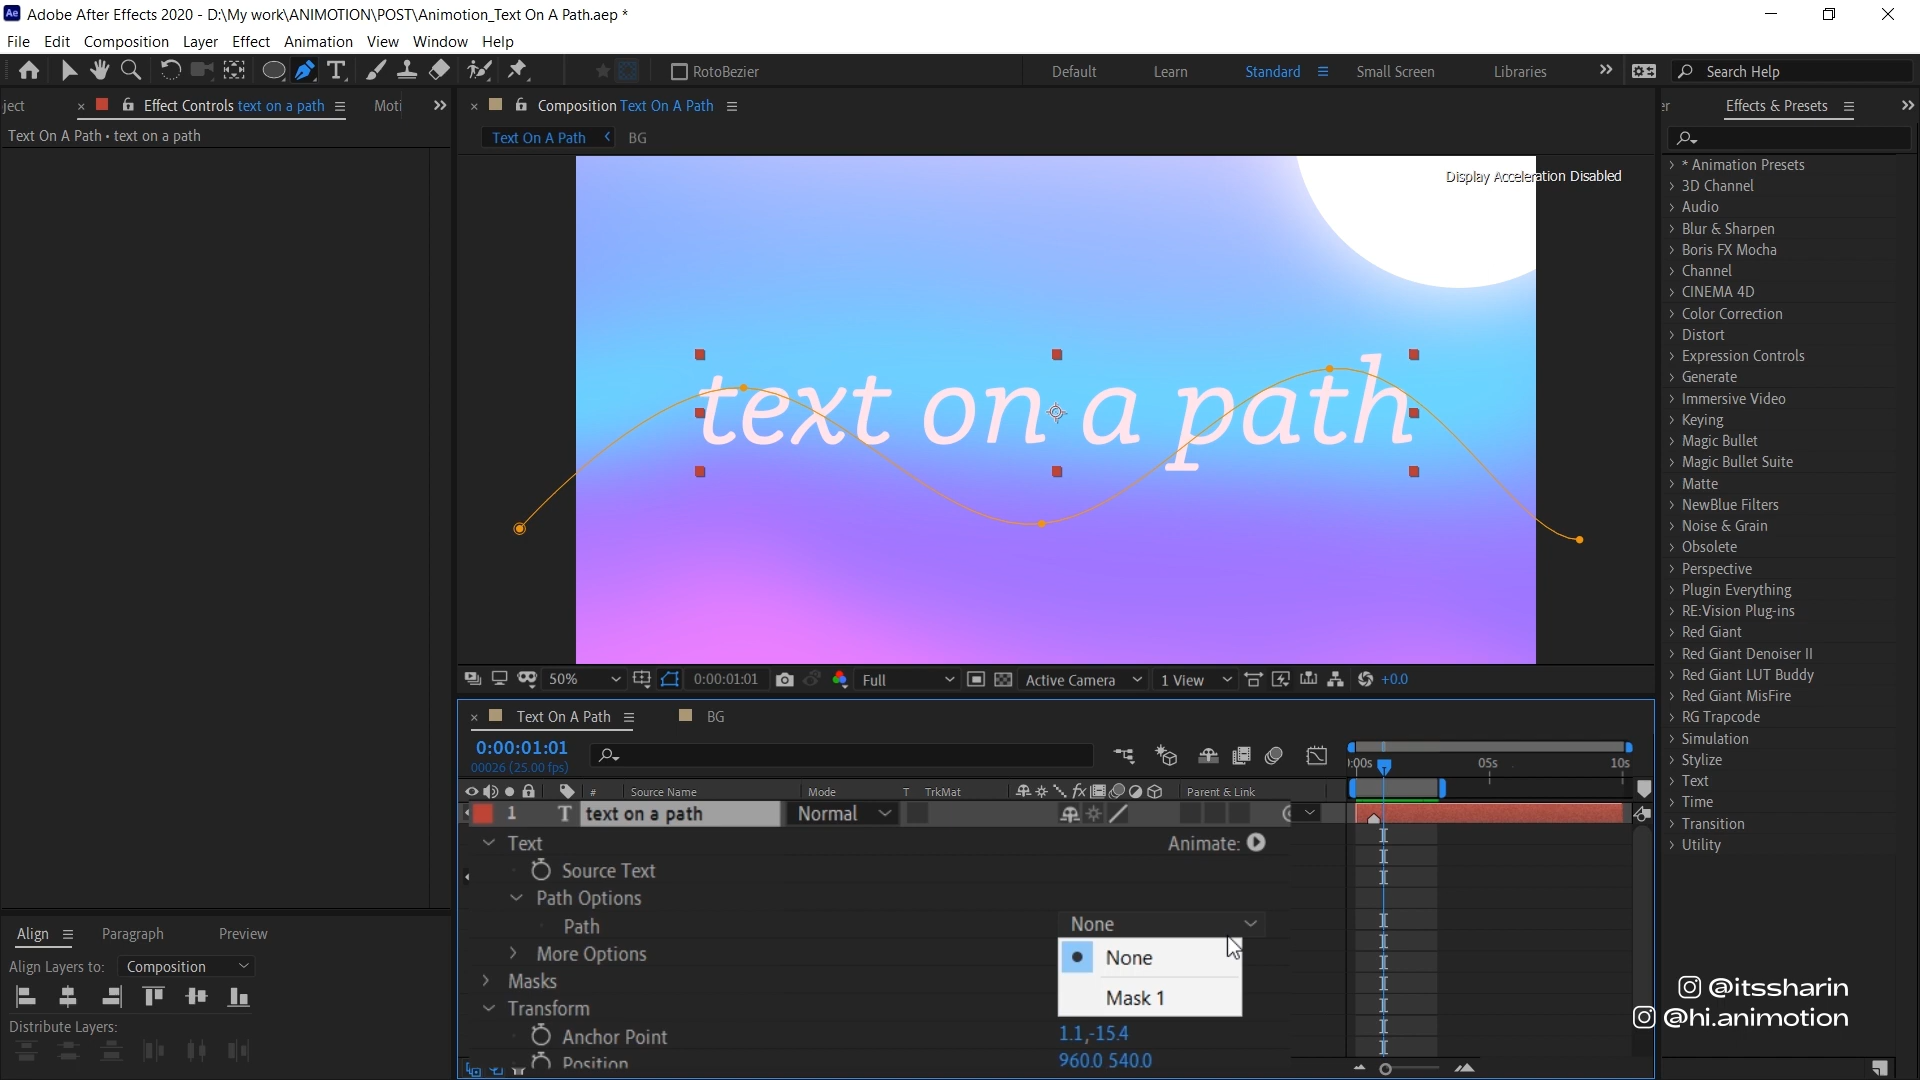 Adobe After Effects 2020 - D:\My work\ANIMOTION\POST\Animotion_Text On A Path.aep *
File Edit Composition Layer Effect Animation View Window Help
RotoBezier
Default Learn Standard Small Screen Libraries
Search Help
ject
Effect Controls text on a path
Moti
Text On A Path • text on a path
Composition Text On A Path
Text On A Path
BG
Display Acceleration Disabled
text on a path
er
Effects & Presets
* Animation Presets
3D Channel
Audio
Blur & Sharpen
Boris FX Mocha
Channel
CINEMA 4D
Color Correction
Distort
Expression Controls
Generate
Immersive Video
Keying
Magic Bullet
Magic Bullet Suite
Matte
NewBlue Filters
Noise & Grain
Obsolete
Perspective
Plugin Everything
RE:Vision Plug-ins
Red Giant
Red Giant Denoiser II
Red Giant LUT Buddy
Red Giant MisFire
RG Trapcode
Simulation
Stylize
Text
Time
Transition
Utility
50% 0:00:01:01 Full Active Camera 1 View +0.0
Text On A Path
BG
0:00:01:01
00026 (25.00 fps)
):00s 05s 10s
# Source Name Mode T TrkMat Parent & Link
1 T text on a path Normal
Text Animate:
Source Text
Path Options
Path None
None
Mask 1
More Options
Masks
Transform
Anchor Point 1.1,-15.4
Position 960.0 540.0
Align Paragraph Preview
Align Layers to: Composition
Distribute Layers:
@itssharin
@hi.animotion